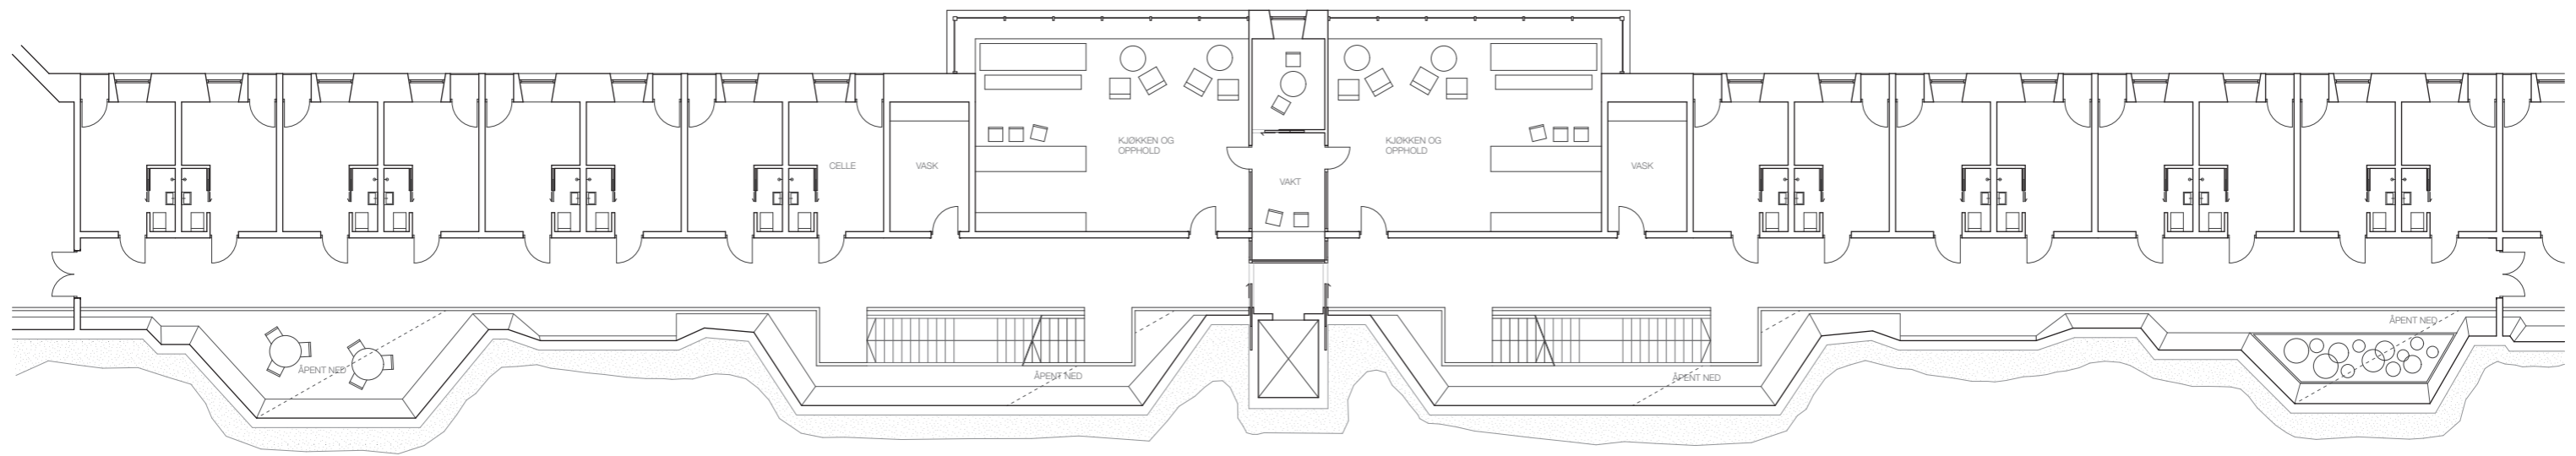 KJØKKEN OG
OPPHOLD
KJØKKEN OG
OPPHOLD
CELLE
VASK
VAKT
VASK
ÅPENT NED
ÅPENT NED
ÅPENT NED
ÅPENT NED